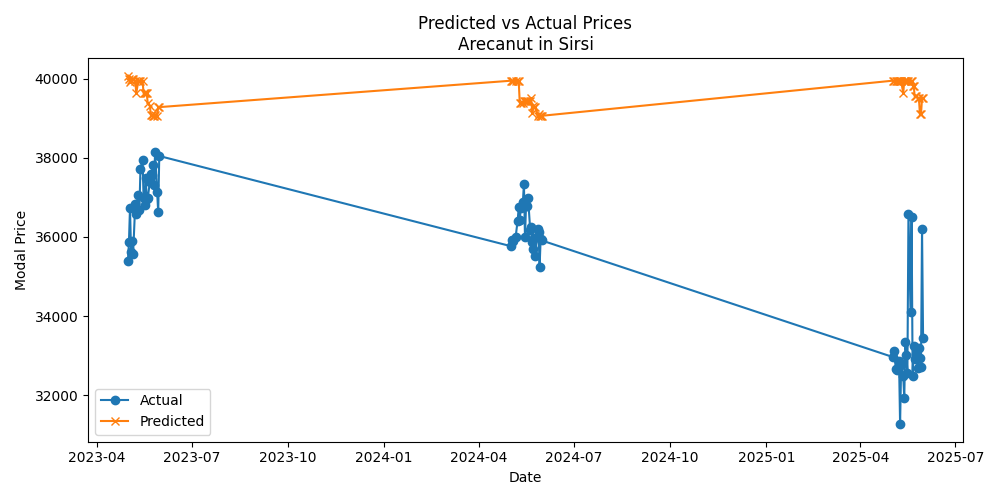 Predicted vs Actual Prices
Arecanut in Sirsi
Modal Price
40000
38000
36000
34000
32000
Actual
Predicted
2023-04 2023-07 2023-10 2024-01 2024-04 2024-07 2024-10 2025-01 2025-04 2025-07
Date